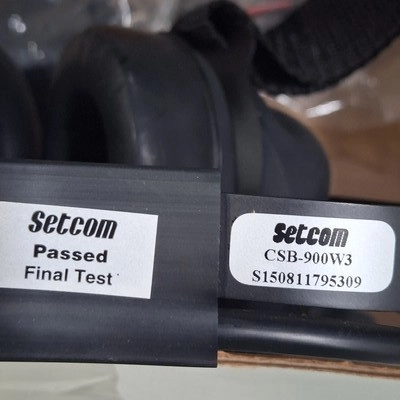 Setcom
Passed
Final Test
Setcom
CSB-900W3
S150811795309